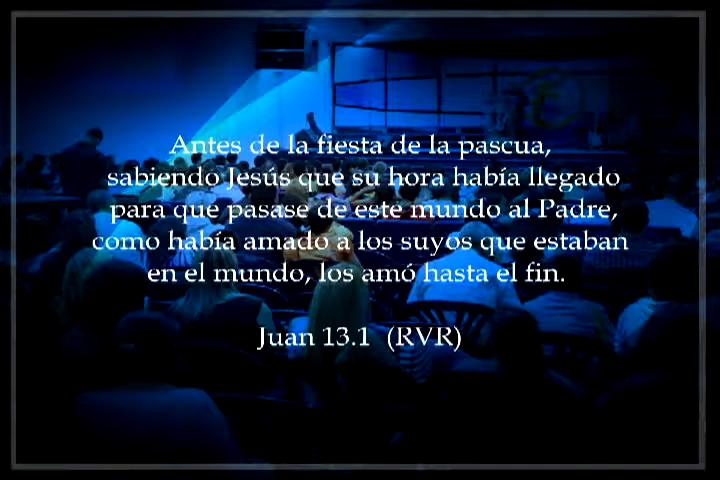 Antes de la fiesta de la pascua,
sabiendo Jesús que su hora había llegado
para que pasase de este mundo al Padre,
como había amado a los suyos que estaban
en el mundo, los amó hasta el fin.
Juan 13.1 (RVR)